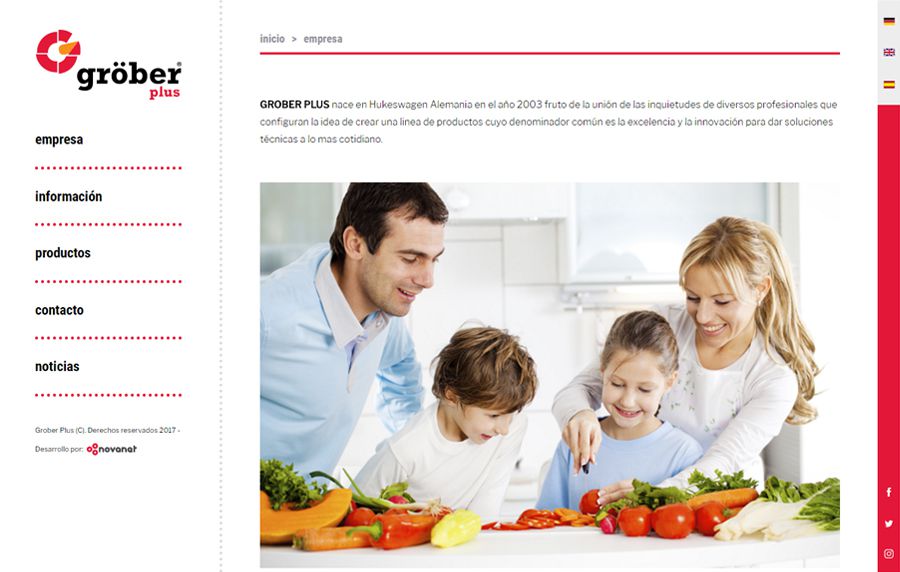 gröber®
plus
empresa
información
productos
contacto
noticias
Grober Plus (C). Derechos reservados 2017 -
Desarrollo por: novanat
inicio > empresa
GROBER PLUS nace en Hukeswagen Alemania en el año 2003 fruto de la unión de las inquietudes de diversos profesionales que
configuran la idea de crear una linea de productos cuyo denominador común es la excelencia y la innovación para dar soluciones
técnicas a lo mas cotidiano.